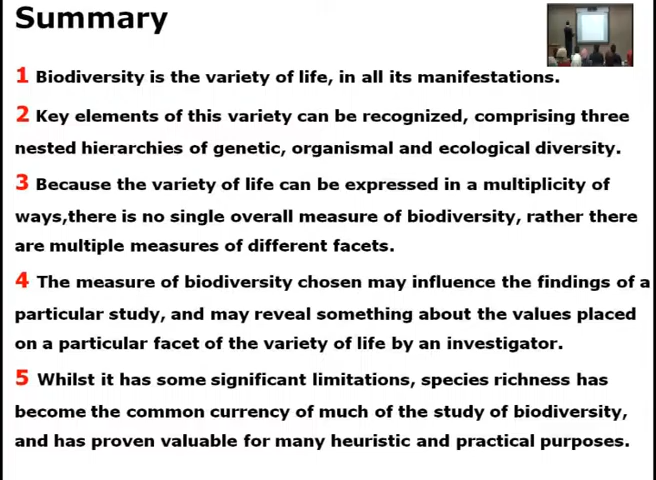 Summary
1 Biodiversity is the variety of life, in all its manifestations.
2 Key elements of this variety can be recognized, comprising three
nested hierarchies of genetic, organismal and ecological diversity.
3 Because the variety of life can be expressed in a multiplicity of
ways,there is no single overall measure of biodiversity, rather there
are multiple measures of different facets.
4 The measure of biodiversity chosen may influence the findings of a
particular study, and may reveal something about the values placed
on a particular facet of the variety of life by an investigator.
5 Whilst it has some significant limitations, species richness has
become the common currency of much of the study of biodiversity,
and has proven valuable for many heuristic and practical purposes.